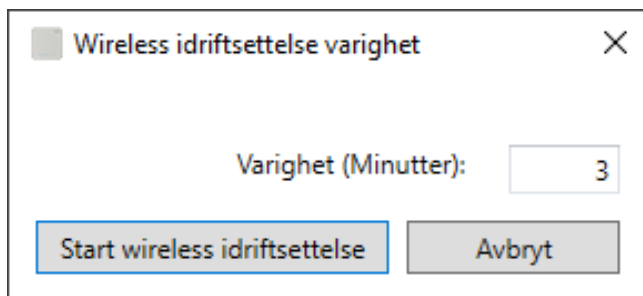 Wireless idriftsettelse varighet
Varighet (Minutter): 3
Start wireless idriftsettelse Avbryt